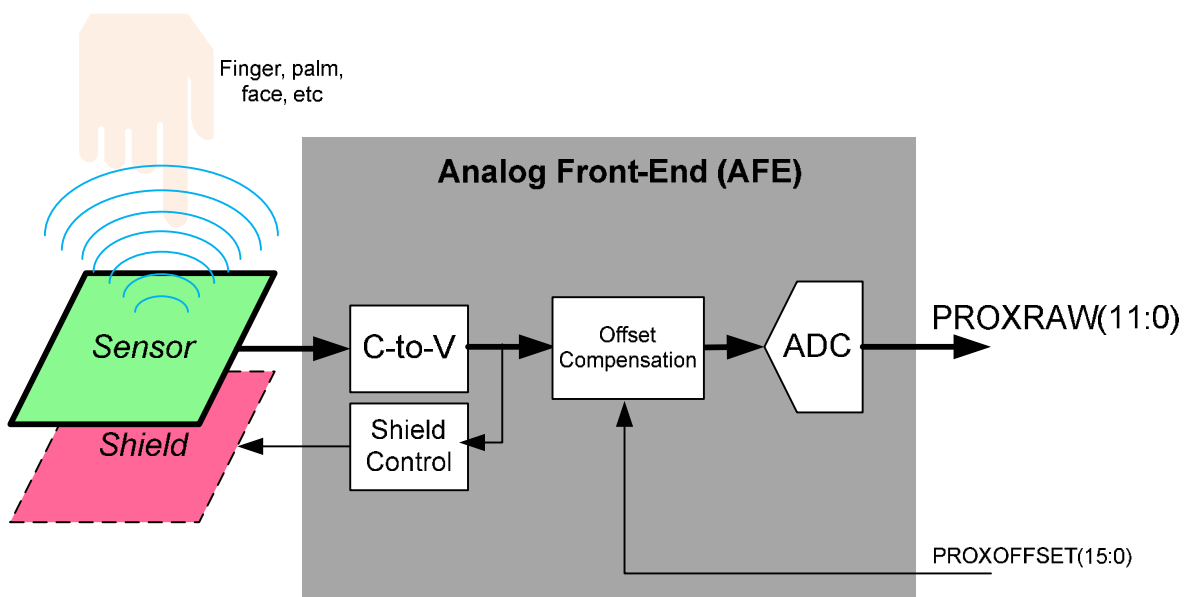 Finger, palm,
face, etc
Analog Front-End (AFE)
Sensor
C-to-V
Offset
Compensation
ADC
PROXRAW(11:0)
Shield
Shield
Control
PROXOFFSET(15:0)